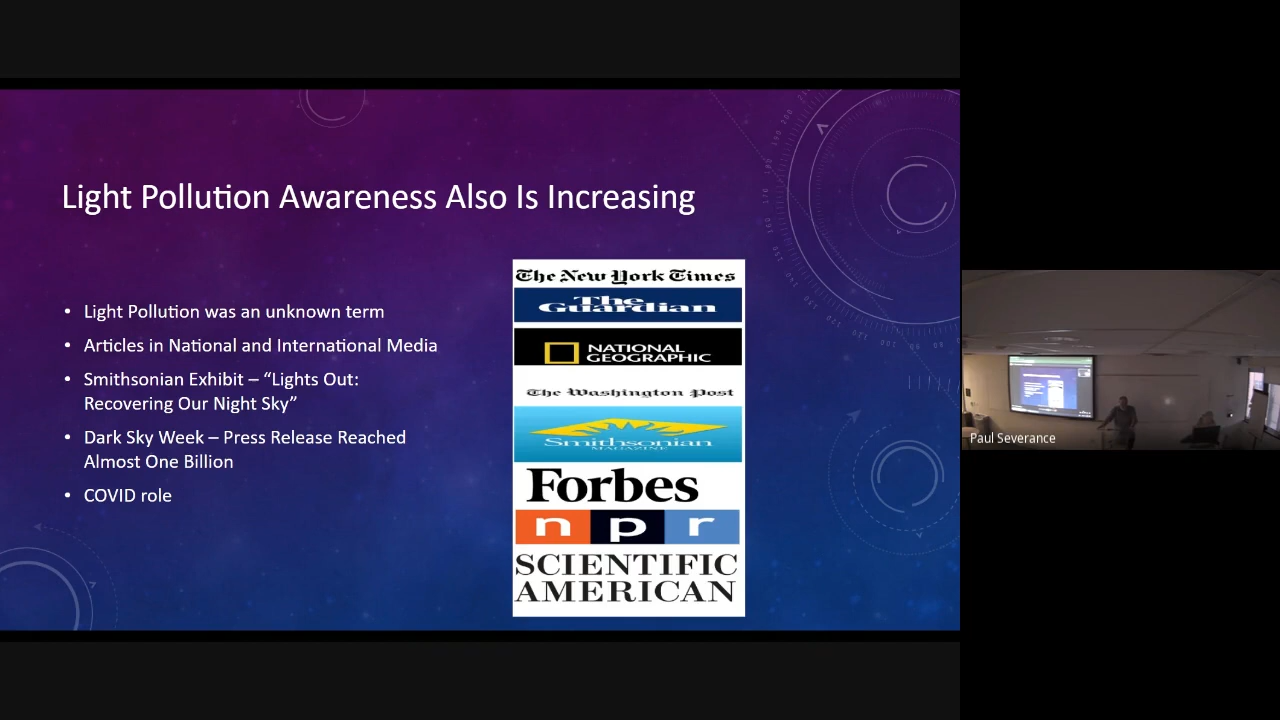 Light Pollution Awareness Also Is Increasing
• Light Pollution was an unknown term
• Articles in National and International Media
• Smithsonian Exhibit – “Lights Out:
Recovering Our Night Sky”
• Dark Sky Week – Press Release Reached
Almost One Billion
• COVID role
The New York Times
The
Guardian
NATIONAL
GEOGRAPHIC
The Washington Post
Smithsonian
MAGAZINE
Forbes
n p r
SCIENTIFIC
AMERICAN
Paul Severance